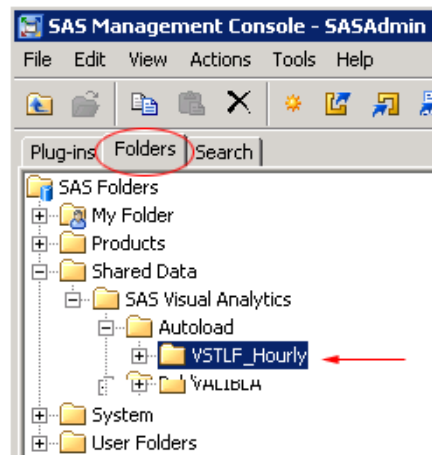 SAS Management Console - SASAdmin
File Edit View Actions Tools Help
Plug-ins Folders Search
SAS Folders
My Folder
Products
Shared Data
SAS Visual Analytics
Autoload
VSTLF_Hourly
System
User Folders